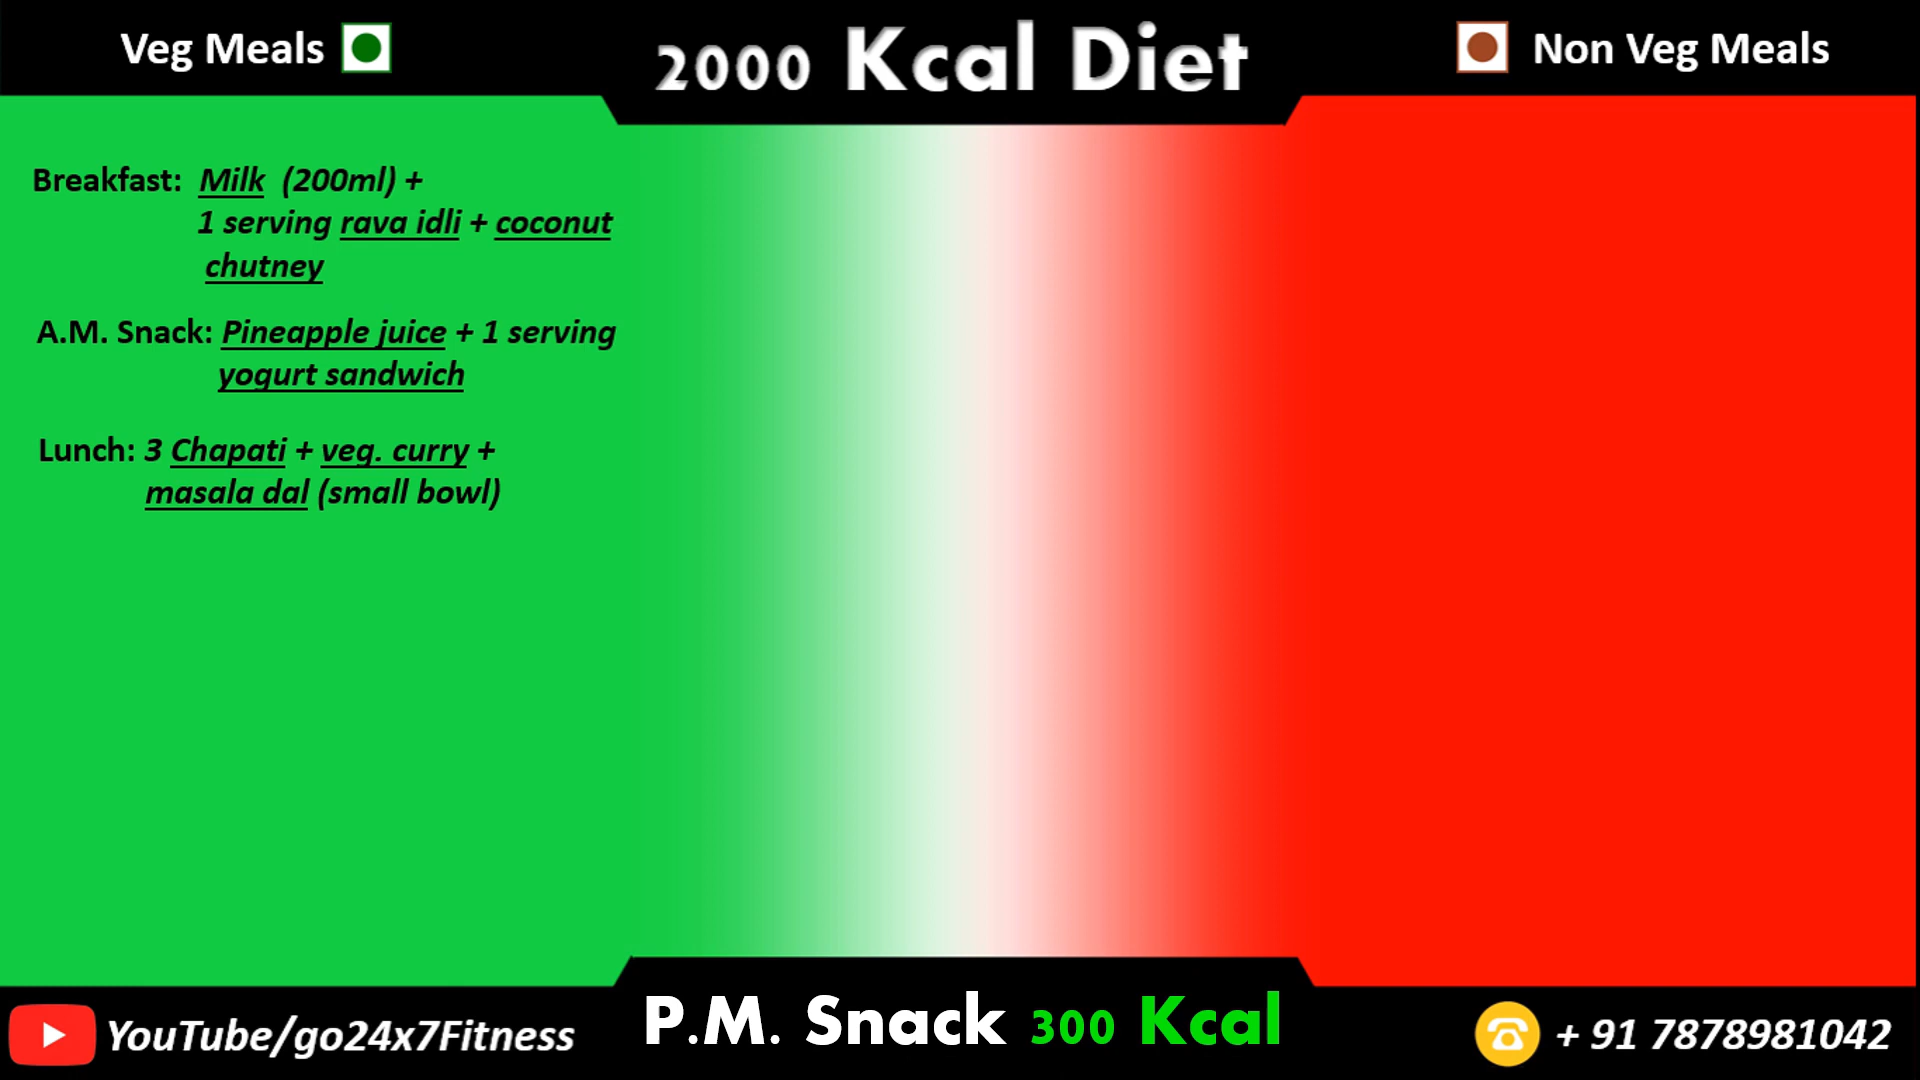 Veg Meals
2000 Kcal Diet
Non Veg Meals
Breakfast: Milk (200ml) +
1 serving rava idli + coconut
chutney
A.M. Snack: Pineapple juice + 1 serving
yogurt sandwich
Lunch: 3 Chapati + veg. curry +
masala dal (small bowl)
YouTube/go24x7Fitness
P.M. Snack 300 Kcal
+ 91 7878981042